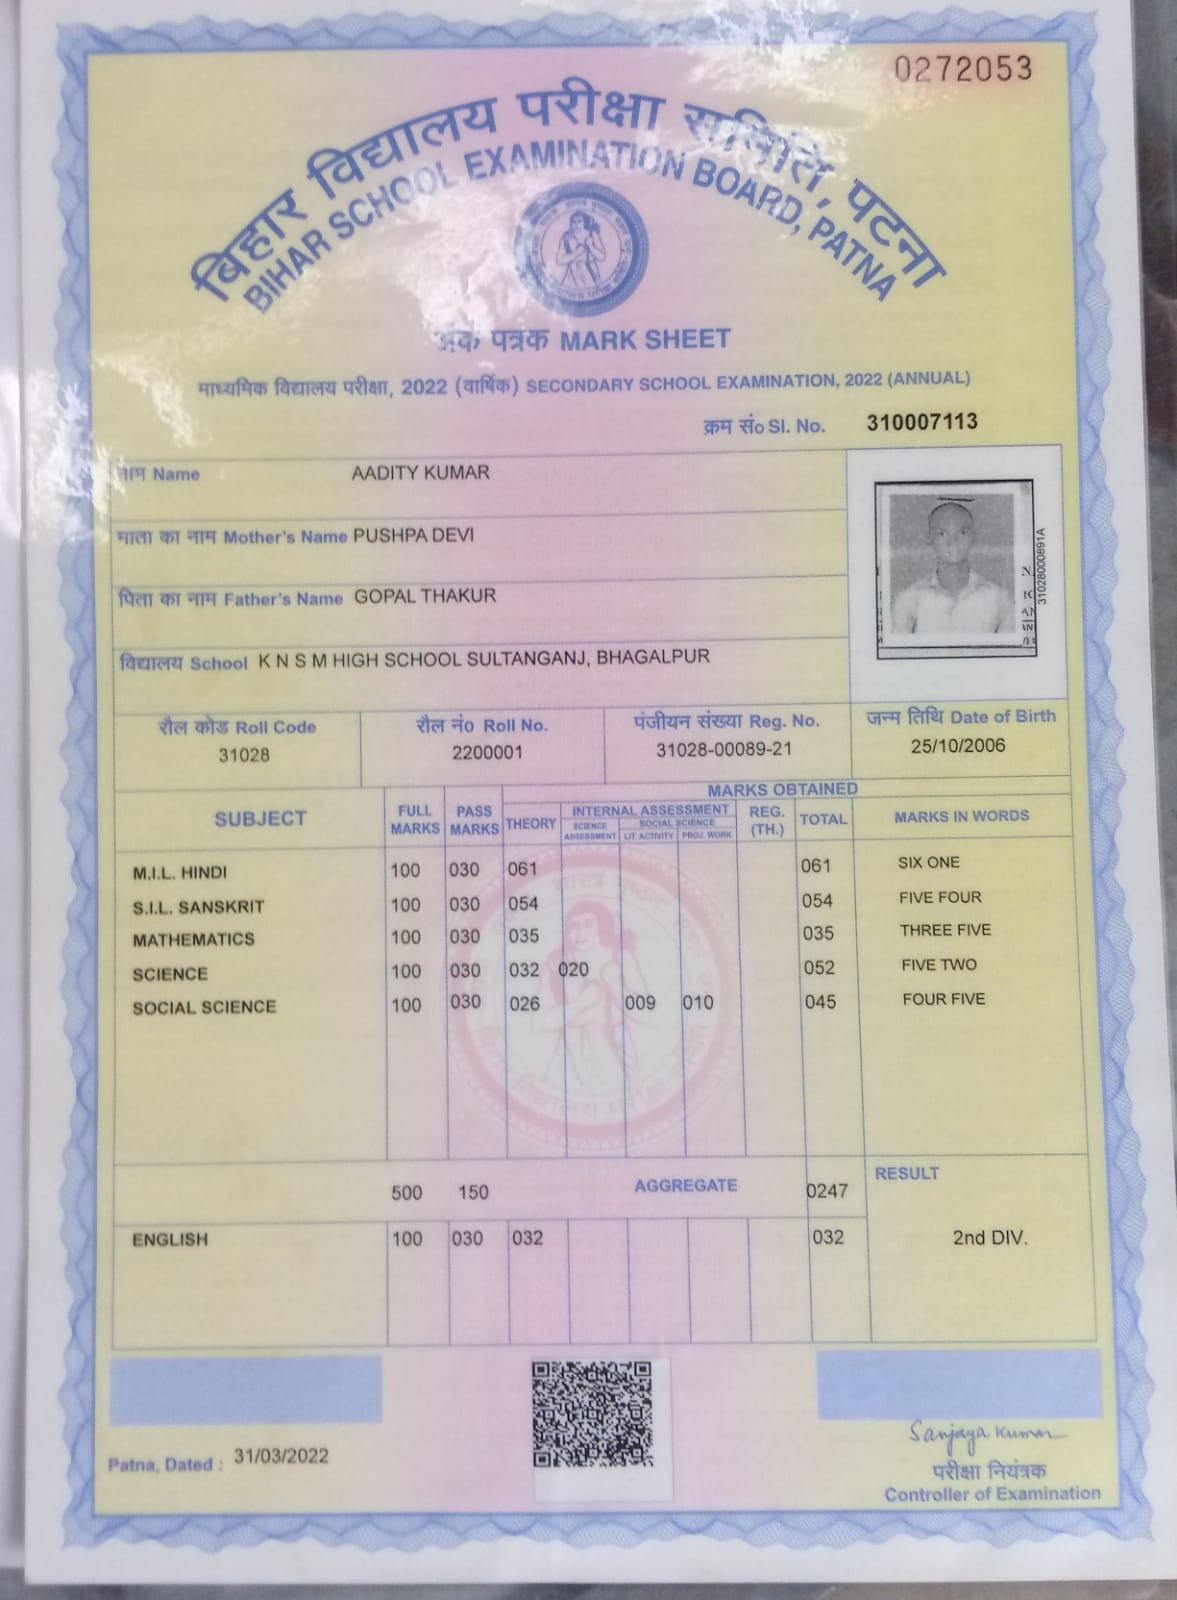 0272053
बिहार विद्यालय परीक्षा समिति, पटना
BIHAR SCHOOL EXAMINATION BOARD, PATNA
अंक पत्रक MARK SHEET
माध्यमिक विद्यालय परीक्षा, 2022 (वार्षिक) SECONDARY SCHOOL EXAMINATION, 2022 (ANNUAL)
क्रम सं० Sl. No. 310007113
नाम Name AADITY KUMAR
माता का नाम Mother's Name PUSHPA DEVI
पिता का नाम Father's Name GOPAL THAKUR
विद्यालय School K N S M HIGH SCHOOL SULTANGANJ, BHAGALPUR
31028000891A
रौल कोड Roll Code रौल नं० Roll No. पंजीयन संख्या Reg. No. जन्म तिथि Date of Birth
31028 2200001 31028-00089-21 25/10/2006
MARKS OBTAINED
SUBJECT FULL MARKS PASS MARKS THEORY INTERNAL ASSESSMENT REG. (TH.) TOTAL MARKS IN WORDS
SCIENCE ASSESSMENT SOCIAL SCIENCE
LIT. ACTIVITY PROJ. WORK
M.I.L. HINDI 100 030 061 061 SIX ONE
S.I.L. SANSKRIT 100 030 054 054 FIVE FOUR
MATHEMATICS 100 030 035 035 THREE FIVE
SCIENCE 100 030 032 020 052 FIVE TWO
SOCIAL SCIENCE 100 030 026 009 010 045 FOUR FIVE
500 150 AGGREGATE 0247 RESULT
ENGLISH 100 030 032 032 2nd DIV.
Patna, Dated : 31/03/2022
Sanjaya Kumar
परीक्षा नियंत्रक
Controller of Examination